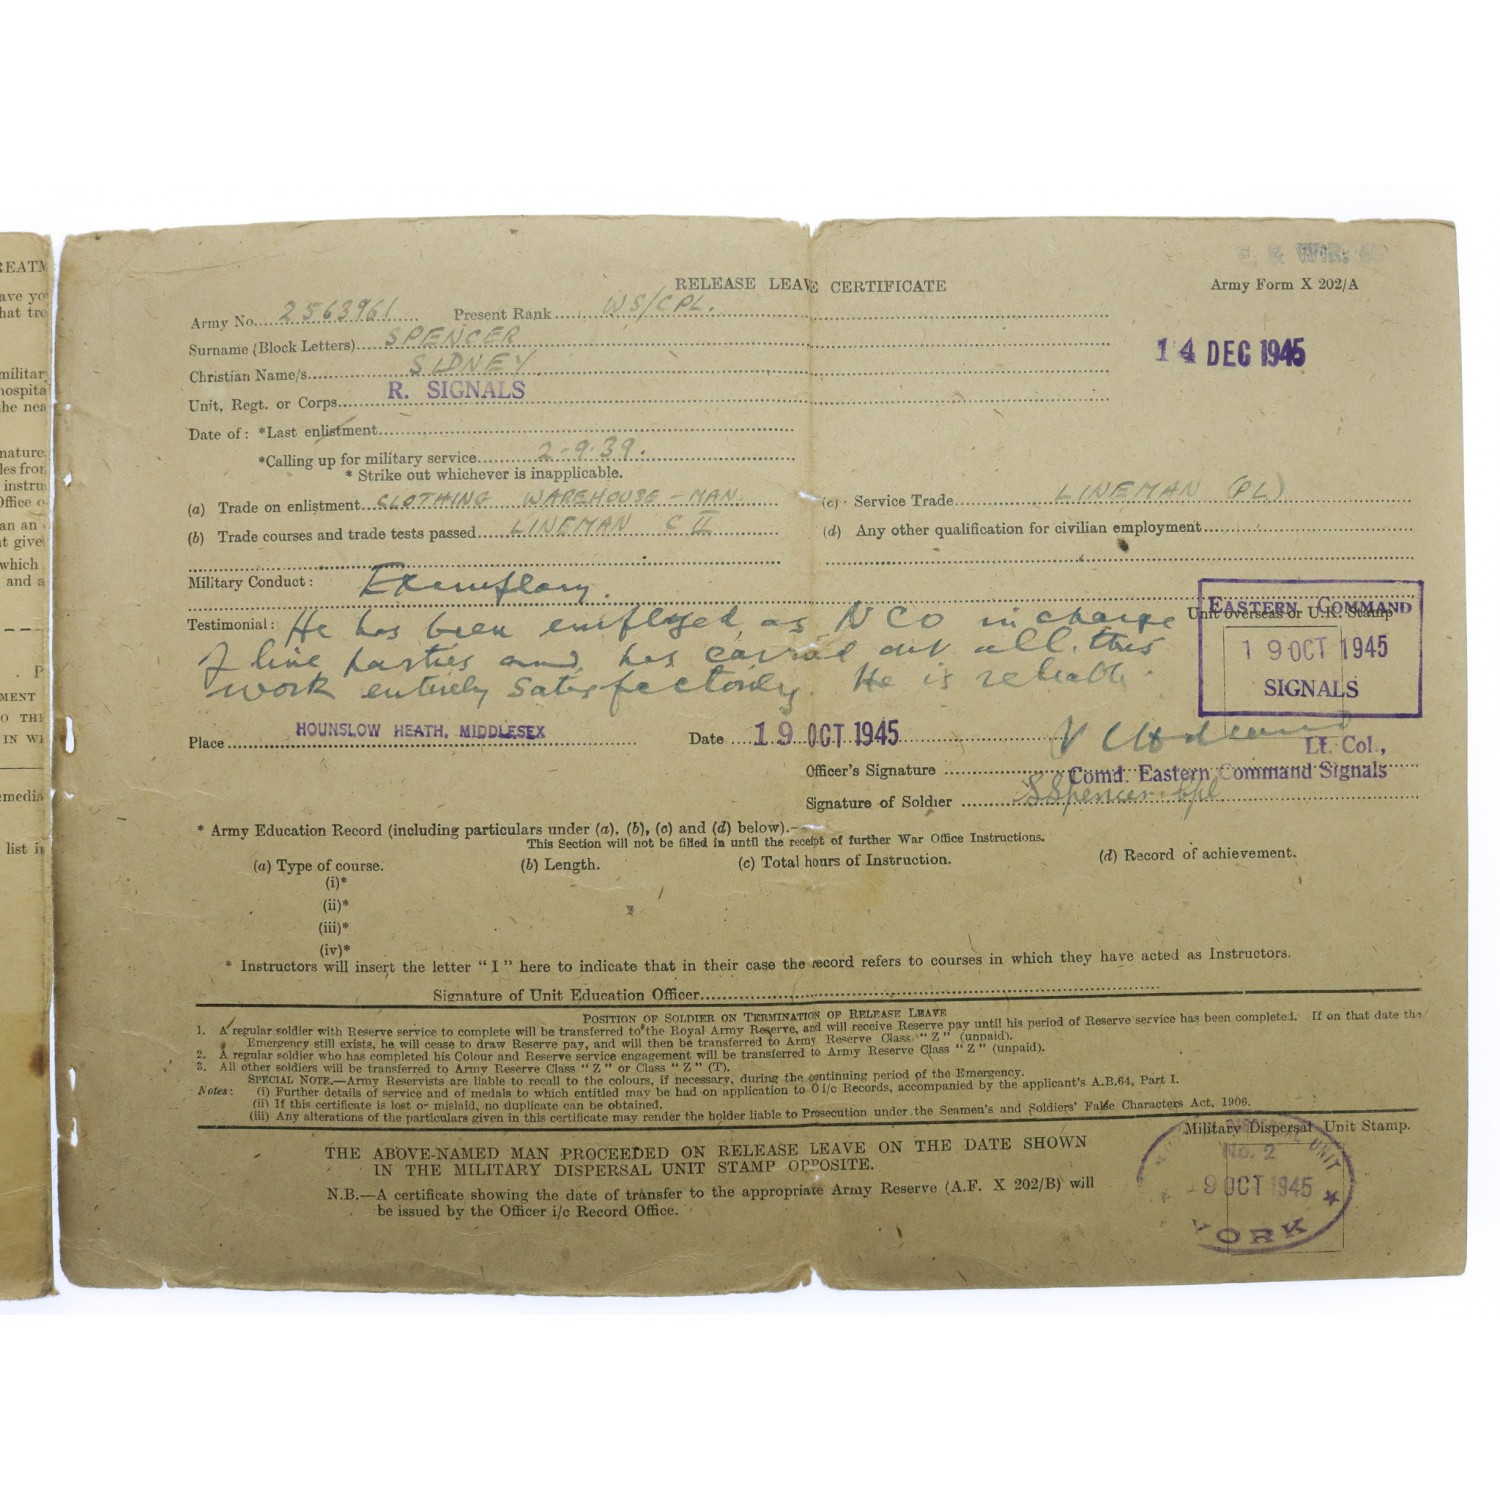 RELEASE LEAVE CERTIFICATE
Army Form X 202/A
Army No. 2563961 Present Rank WS/CPL.
Surname (Block Letters) SPENCER
14 DEC 1945
Christian Name/s SIDNEY
Unit, Regt. or Corps R. SIGNALS
Date of: *Last enlistment
*Calling up for military service 2-9-39.
* Strike out whichever is inapplicable.
(a) Trade on enlistment CLOTHING WAREHOUSE-MAN.
(c) Service Trade LINEMAN (PL)
(b) Trade courses and trade tests passed LINEMAN C II
(d) Any other qualification for civilian employment
Military Conduct: Exemplary.
Testimonial: He has been employed as NCO in charge
of line parties and has carried out all this
work entirely satisfactorily. He is reliable.
Unit overseas or U.K. Stamp
EASTERN COMMAND
19 OCT 1945
SIGNALS
Place HOUNSLOW HEATH, MIDDLESEX
Date 19 OCT 1945
Lt. Col.,
Officer's Signature Comd. Eastern Command Signals
Signature of Soldier S Spencer Cpl
* Army Education Record (including particulars under (a), (b), (c) and (d) below).—
This Section will not be filled in until the receipt of further War Office Instructions.
(a) Type of course. (b) Length. (c) Total hours of Instruction. (d) Record of achievement.
(i)*
(ii)*
(iii)*
(iv)*
* Instructors will insert the letter "I" here to indicate that in their case the record refers to courses in which they have acted as Instructors.
Signature of Unit Education Officer
POSITION OF SOLDIER ON TERMINATION OF RELEASE LEAVE
1. A regular soldier with Reserve service to complete will be transferred to the Royal Army Reserve, and will receive Reserve pay until his period of Reserve service has been completed. If on that date the
Emergency still exists, he will cease to draw Reserve pay, and will then be transferred to Army Reserve Class "Z" (unpaid).
2. A regular soldier who has completed his Colour and Reserve service engagement will be transferred to Army Reserve Class "Z" (unpaid).
3. All other soldiers will be transferred to Army Reserve Class "Z" or Class "Z" (T).
SPECIAL NOTE.—Army Reservists are liable to recall to the colours, if necessary, during the continuing period of the Emergency.
Notes: (i) Further details of service and of medals to which entitled may be had on application to O i/c Records, accompanied by the applicant's A.B.64, Part I.
(ii) If this certificate is lost or mislaid, no duplicate can be obtained.
(iii) Any alterations of the particulars given in this certificate may render the holder liable to Prosecution under the Seamen's and Soldiers' False Characters Act, 1906.
Military Dispersal Unit Stamp.
THE ABOVE-NAMED MAN PROCEEDED ON RELEASE LEAVE ON THE DATE SHOWN
IN THE MILITARY DISPERSAL UNIT STAMP OPPOSITE.
N.B.—A certificate showing the date of transfer to the appropriate Army Reserve (A.F. X 202/B) will
be issued by the Officer i/c Record Office.
No. 2
9 OCT 1945
YORK